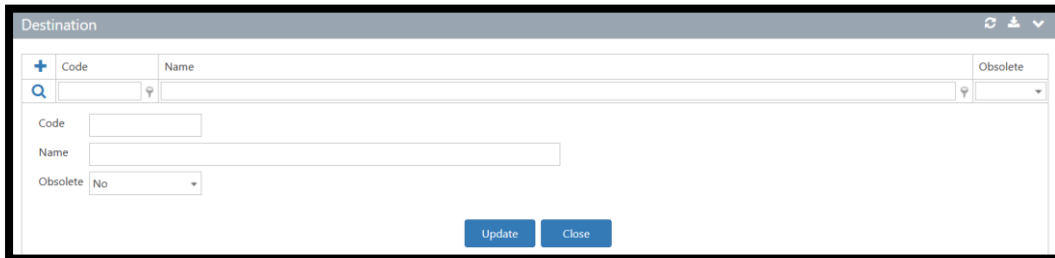 Destination
Code Name Obsolete
Code
Name
Obsolete No
Update Close